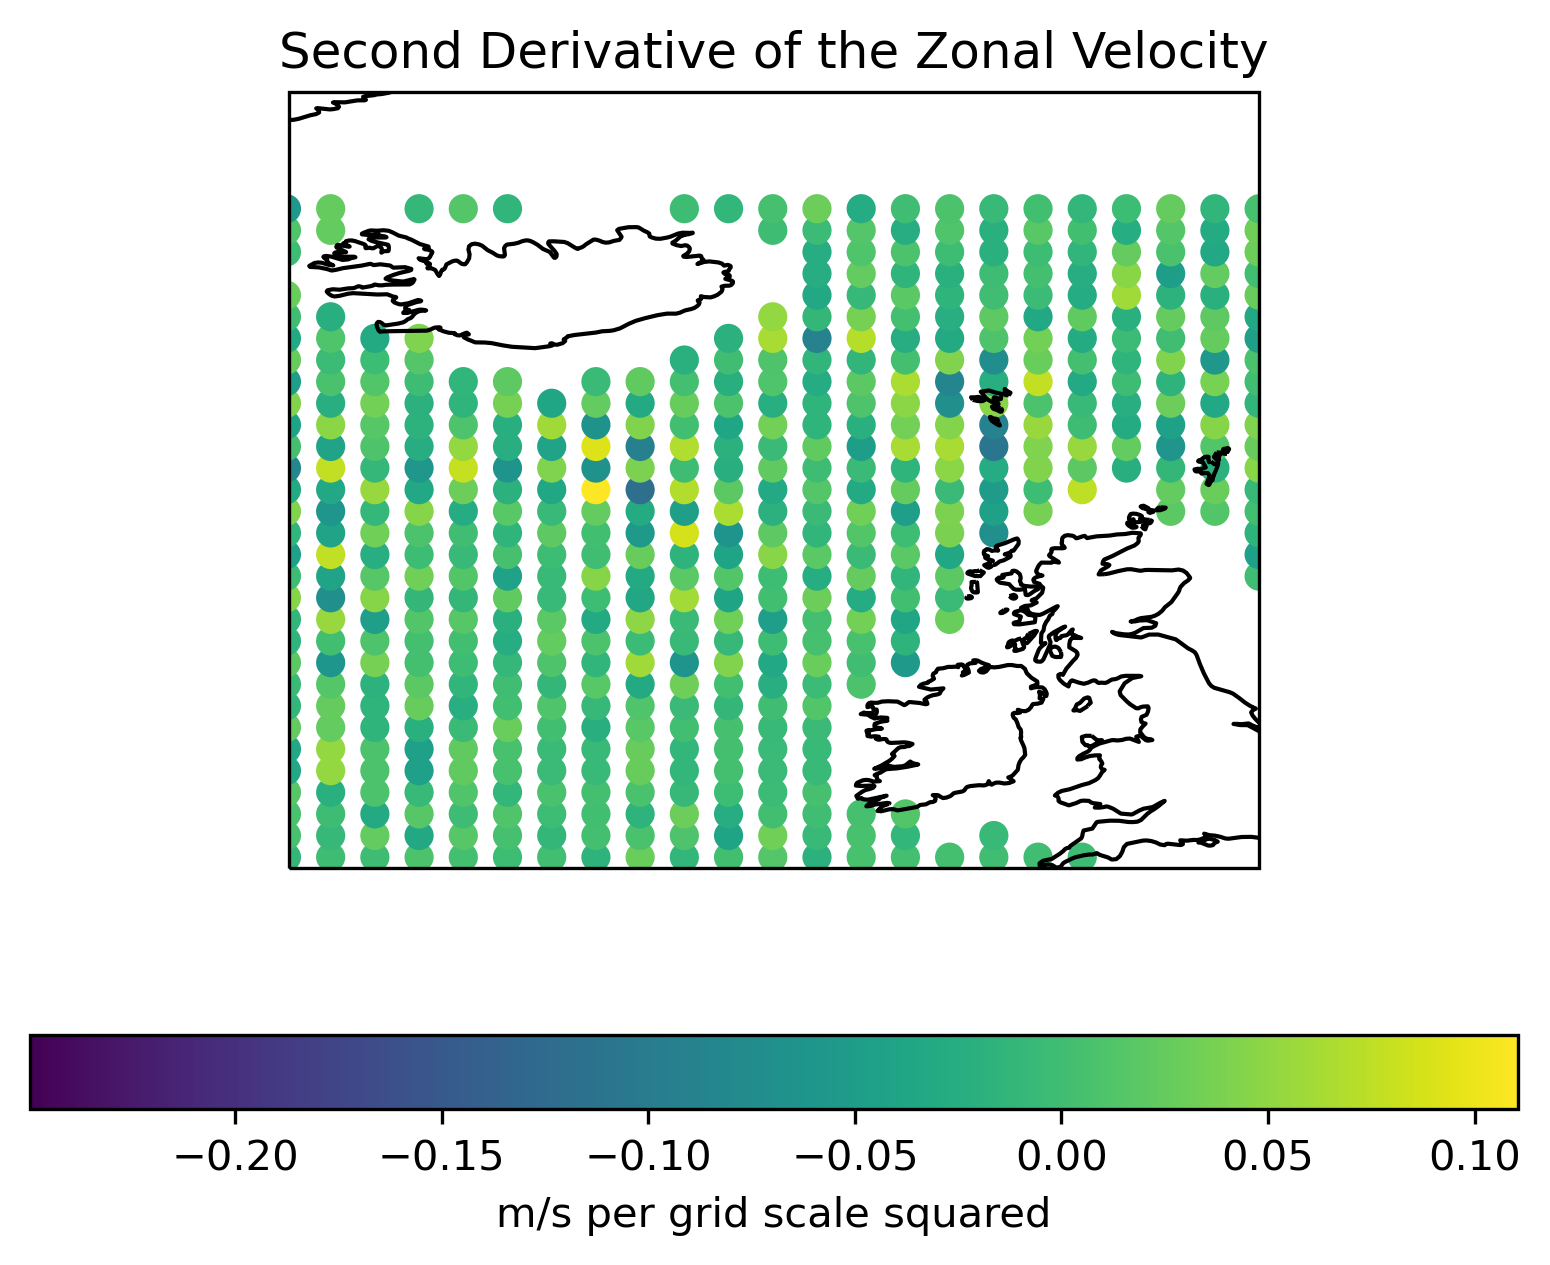 Second Derivative of the Zonal Velocity
−0.20 −0.15 −0.10 −0.05 0.00 0.05 0.10
m/s per grid scale squared